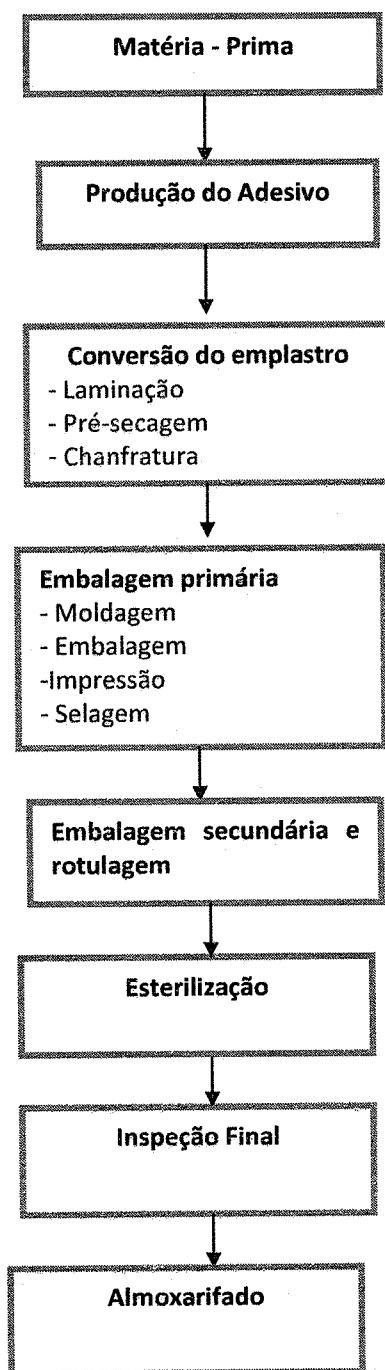 Matéria - Prima
Produção do Adesivo
Conversão do emplastro
- Laminação
- Pré-secagem
- Chanfratura
Embalagem primária
- Moldagem
- Embalagem
-Impressão
- Selagem
Embalagem secundária e
rotulagem
Esterilização
Inspeção Final
Almoxarifado